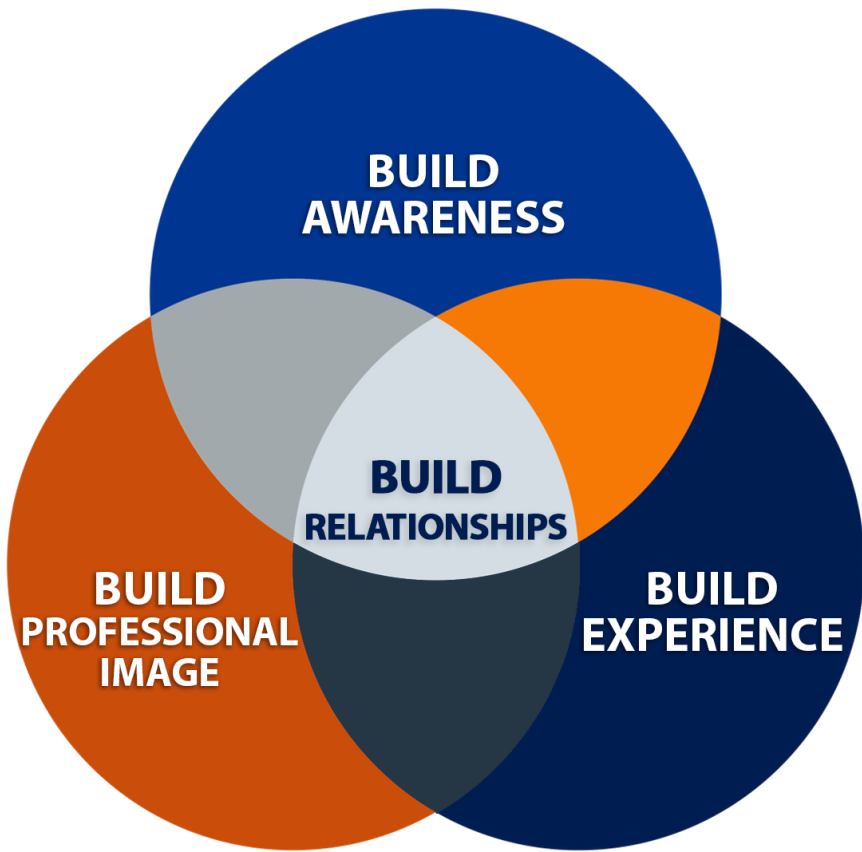 BUILD
AWARENESS
BUILD
RELATIONSHIPS
BUILD
PROFESSIONAL
IMAGE
BUILD
EXPERIENCE